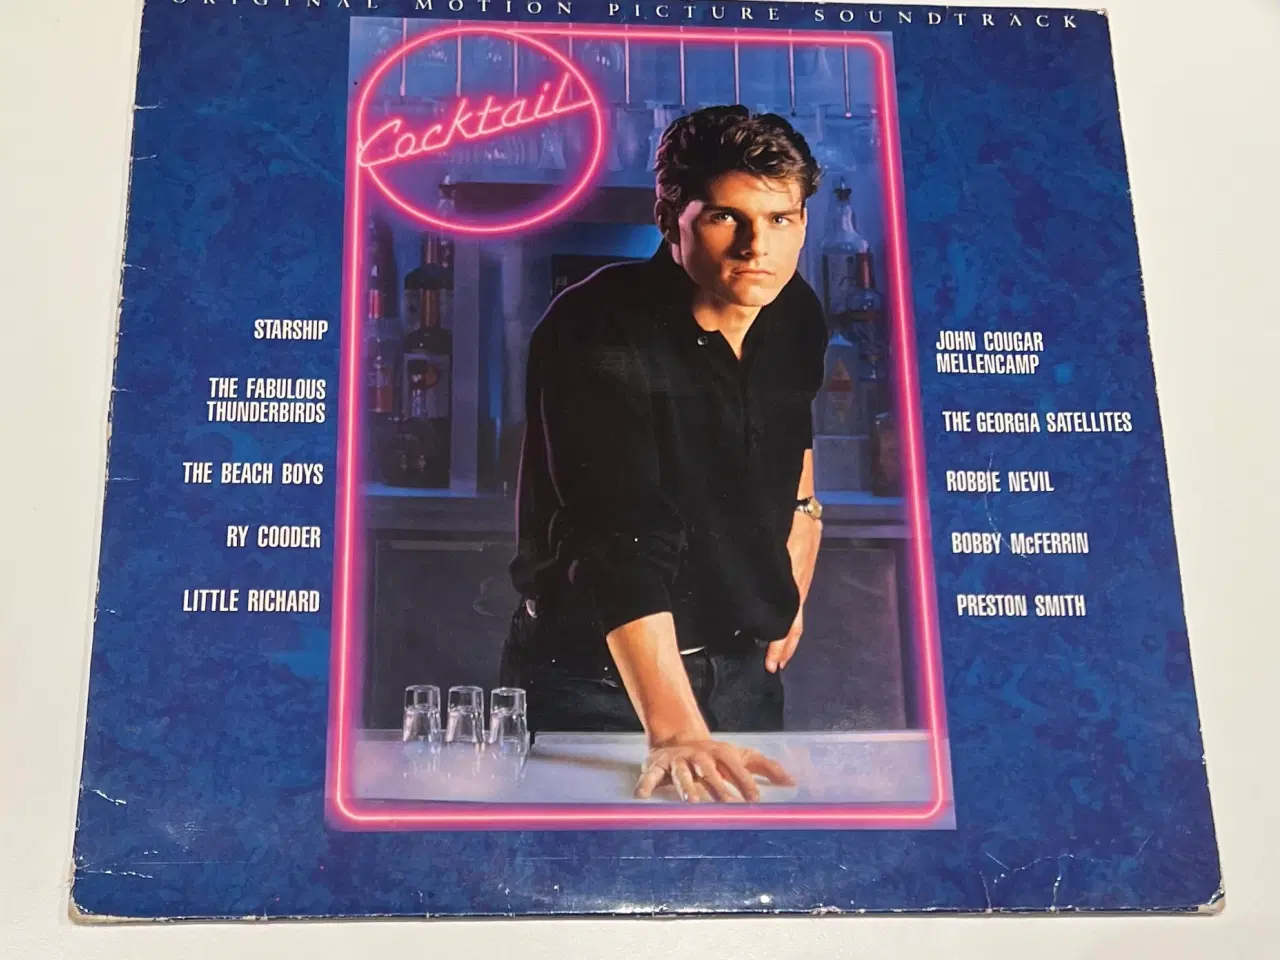 ORIGINAL MOTION PICTURE SOUNDTRACK
Cocktail
STARSHIP
THE FABULOUS
THUNDERBIRDS
THE BEACH BOYS
RY COODER
LITTLE RICHARD
JOHN COUGAR
MELLENCAMP
THE GEORGIA SATELLITES
ROBBIE NEVIL
BOBBY McFERRIN
PRESTON SMITH